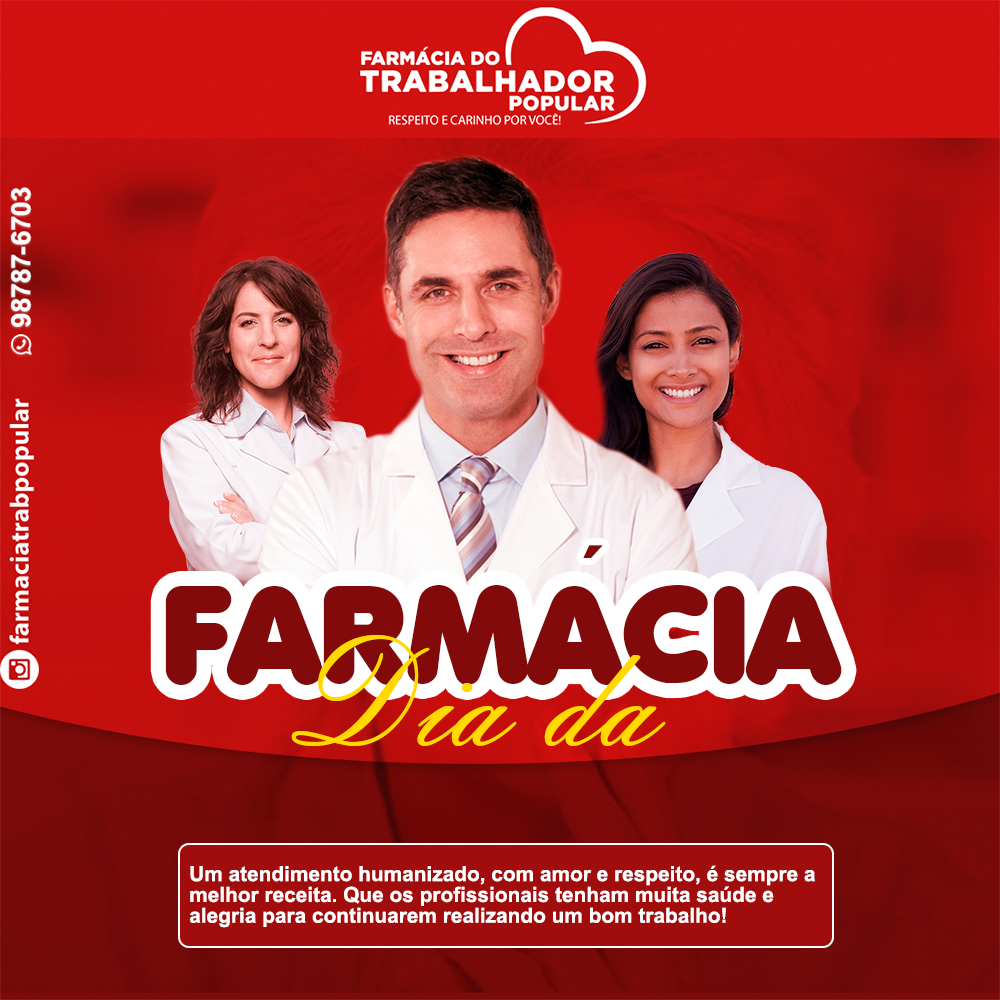 FARMÁCIA DO
TRABALHADOR
POPULAR
RESPEITO E CARINHO POR VOCÊ!
98787-6703
farmaciatrabpopular
FARMÁCIA
Dia da
Um atendimento humanizado, com amor e respeito, é sempre a
melhor receita. Que os profissionais tenham muita saúde e
alegria para continuarem realizando um bom trabalho!